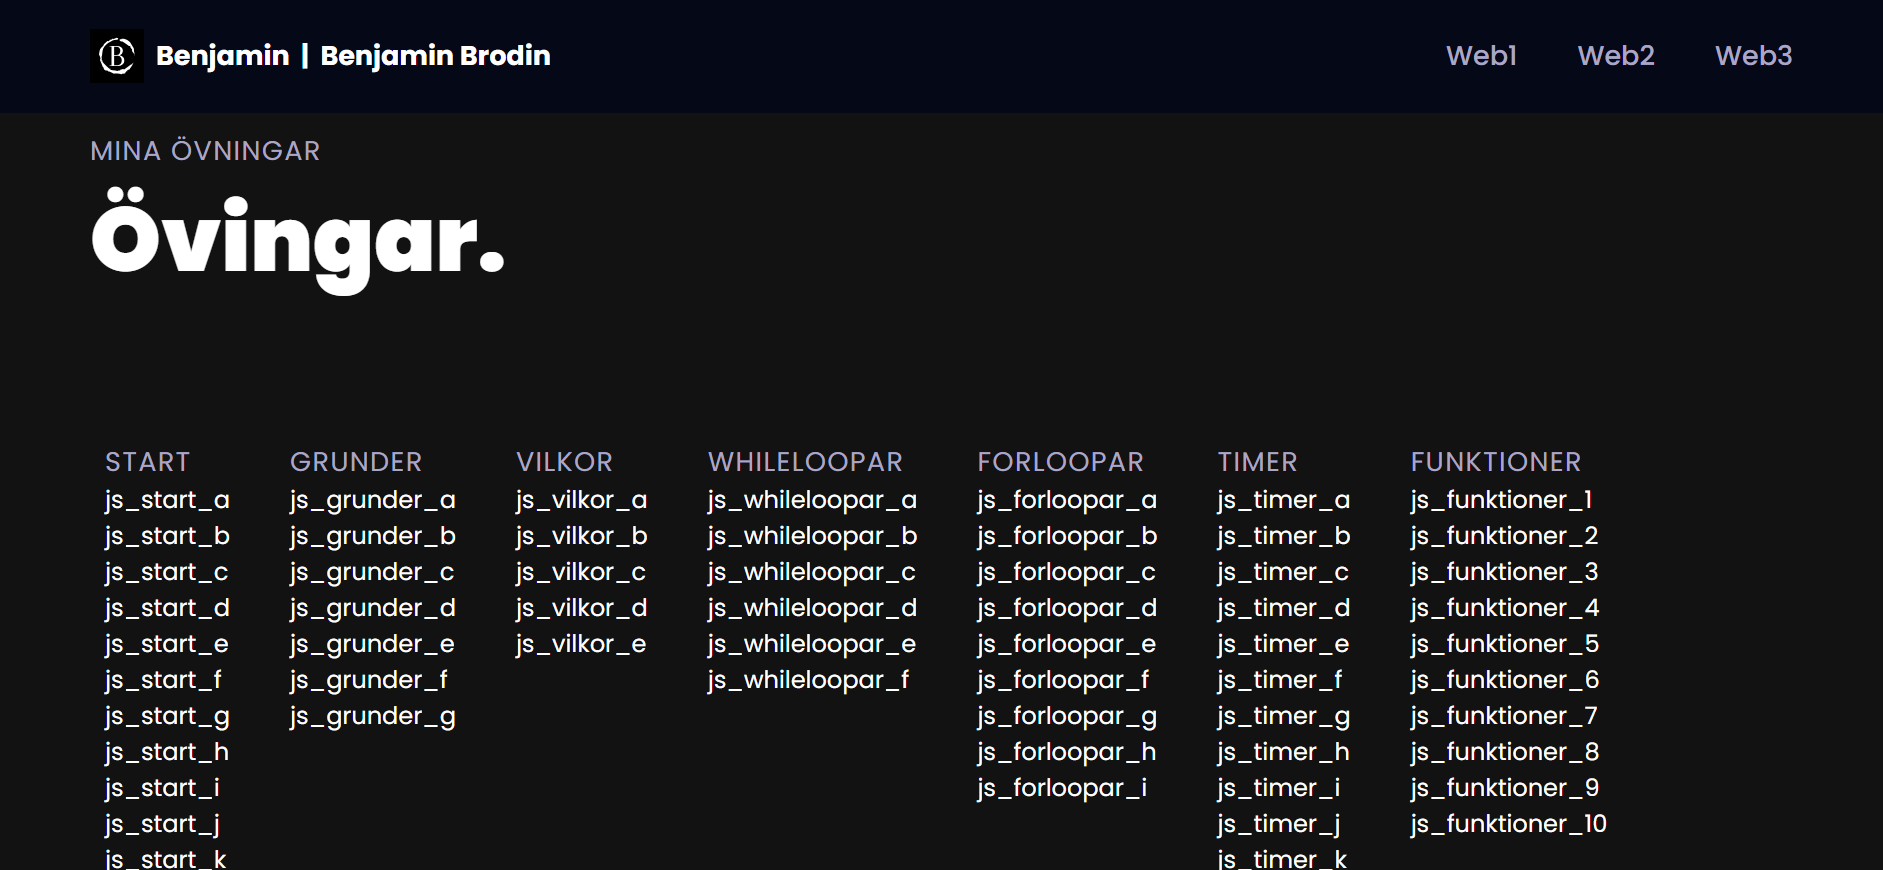 B Benjamin | Benjamin Brodin
Web1 Web2 Web3
MINA ÖVNINGAR
Övingar.
START
js_start_a
js_start_b
js_start_c
js_start_d
js_start_e
js_start_f
js_start_g
js_start_h
js_start_i
js_start_j
js_start_k
GRUNDER
js_grunder_a
js_grunder_b
js_grunder_c
js_grunder_d
js_grunder_e
js_grunder_f
js_grunder_g
VILKOR
js_vilkor_a
js_vilkor_b
js_vilkor_c
js_vilkor_d
js_vilkor_e
WHILELOOPAR
js_whileloopar_a
js_whileloopar_b
js_whileloopar_c
js_whileloopar_d
js_whileloopar_e
js_whileloopar_f
FORLOOPAR
js_forloopar_a
js_forloopar_b
js_forloopar_c
js_forloopar_d
js_forloopar_e
js_forloopar_f
js_forloopar_g
js_forloopar_h
js_forloopar_i
TIMER
js_timer_a
js_timer_b
js_timer_c
js_timer_d
js_timer_e
js_timer_f
js_timer_g
js_timer_h
js_timer_i
js_timer_j
js_timer_k
FUNKTIONER
js_funktioner_1
js_funktioner_2
js_funktioner_3
js_funktioner_4
js_funktioner_5
js_funktioner_6
js_funktioner_7
js_funktioner_8
js_funktioner_9
js_funktioner_10